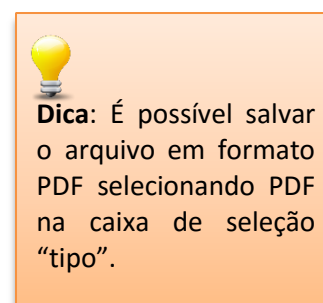 Dica: É possível salvar
o arquivo em formato
PDF selecionando PDF
na caixa de seleção
“tipo”.